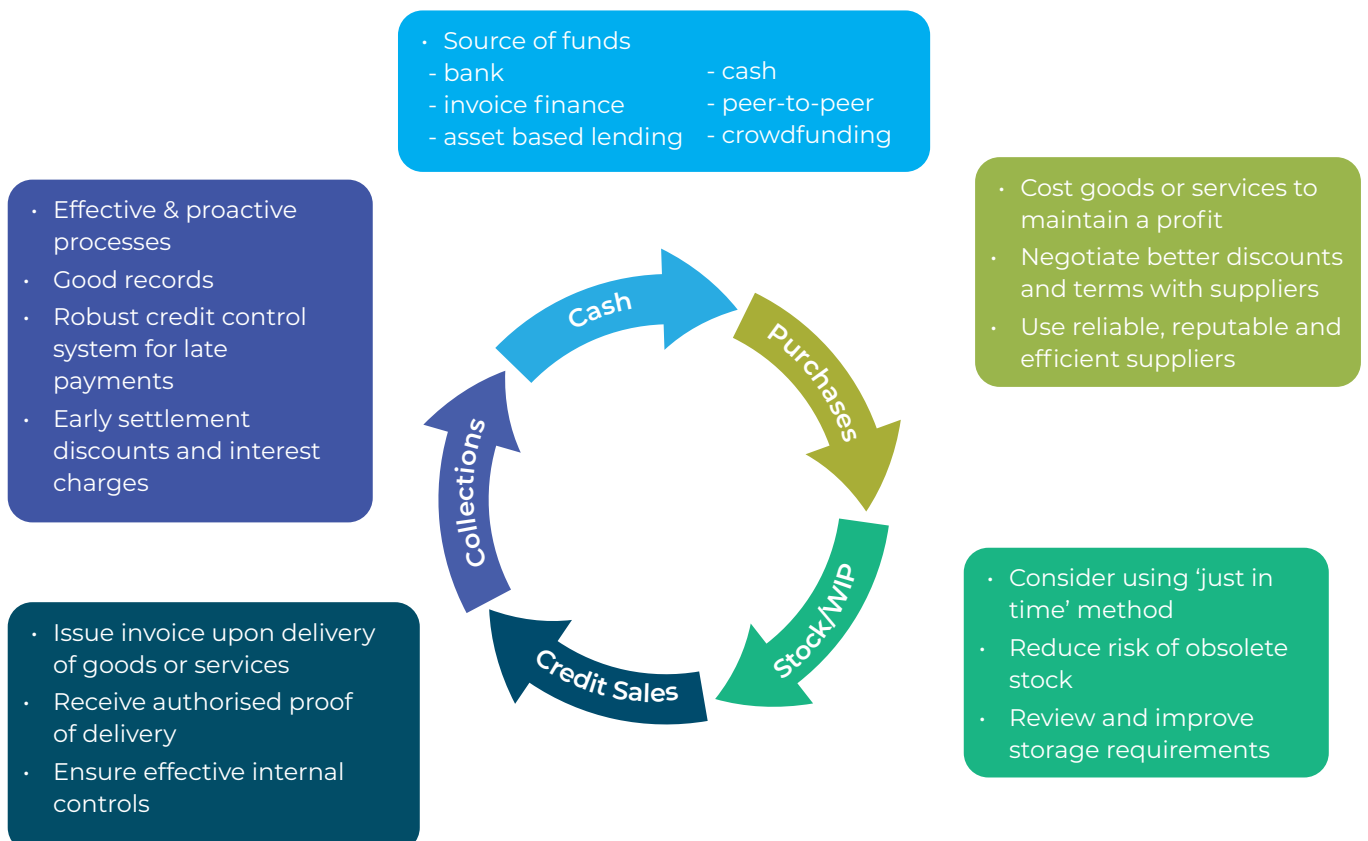 • Source of funds
- bank
- invoice finance
- asset based lending
- cash
- peer-to-peer
- crowdfunding
• Effective & proactive
processes
• Good records
• Robust credit control
system for late
payments
• Early settlement
discounts and interest
charges
• Cost goods or services to
maintain a profit
• Negotiate better discounts
and terms with suppliers
• Use reliable, reputable and
efficient suppliers
Cash
Purchases
Stock/WIP
Credit Sales
Collections
• Issue invoice upon delivery
of goods or services
• Receive authorised proof
of delivery
• Ensure effective internal
controls
• Consider using ‘just in
time’ method
• Reduce risk of obsolete
stock
• Review and improve
storage requirements